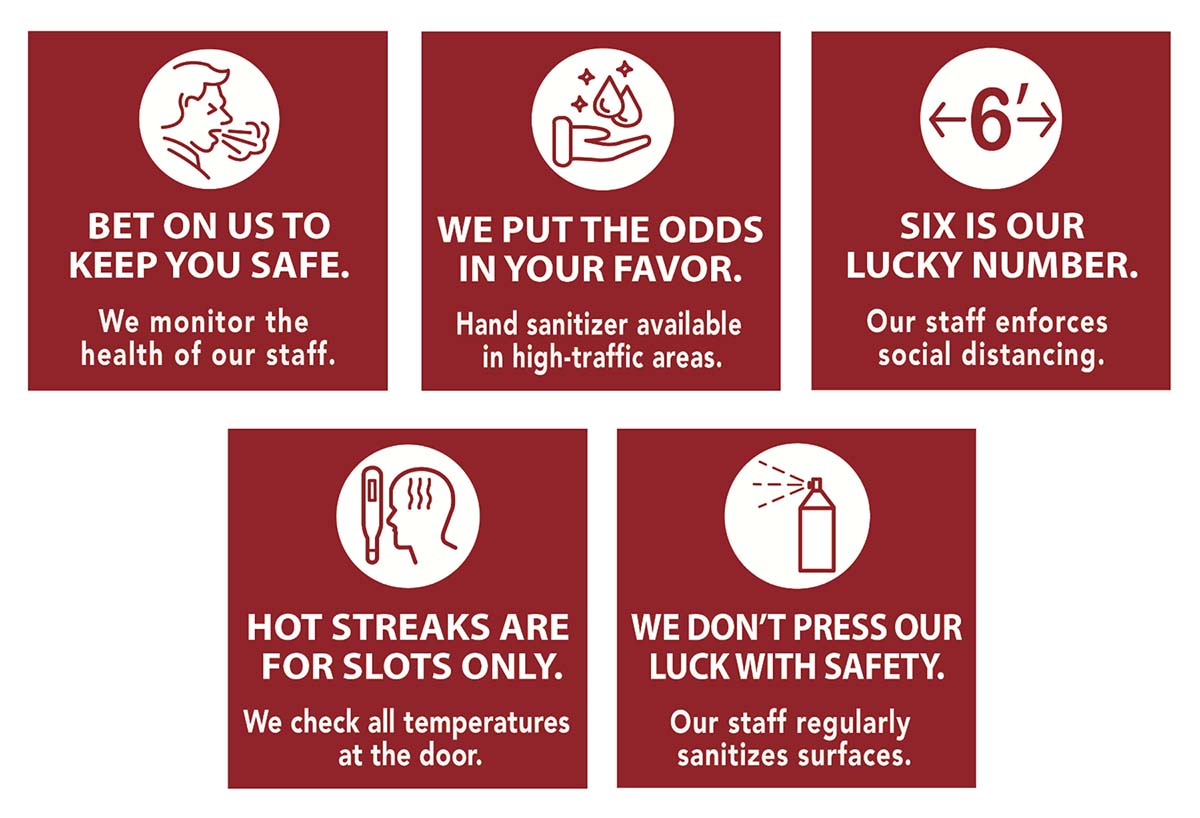 BET ON US TO
KEEP YOU SAFE.
We monitor the
health of our staff.
WE PUT THE ODDS
IN YOUR FAVOR.
Hand sanitizer available
in high-traffic areas.
6'
SIX IS OUR
LUCKY NUMBER.
Our staff enforces
social distancing.
HOT STREAKS ARE
FOR SLOTS ONLY.
We check all temperatures
at the door.
WE DON'T PRESS OUR
LUCK WITH SAFETY.
Our staff regularly
sanitizes surfaces.